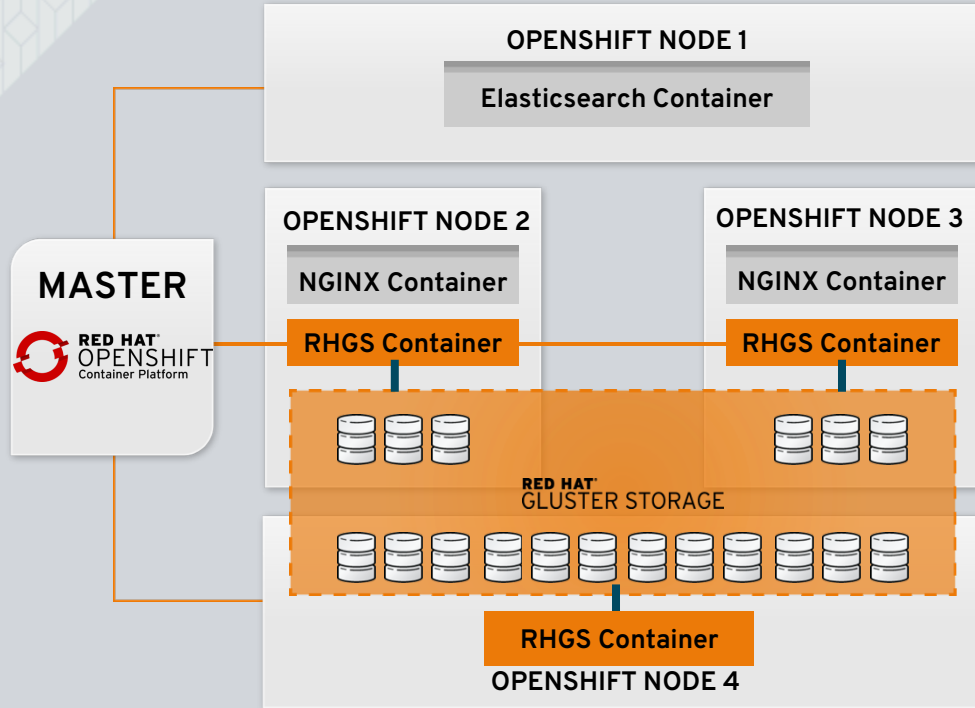 OPENSHIFT NODE 1
Elasticsearch Container
OPENSHIFT NODE 2
NGINX Container
RHGS Container
OPENSHIFT NODE 3
NGINX Container
RHGS Container
MASTER
RED HAT®
OPENSHIFT
Container Platform
RED HAT®
GLUSTER STORAGE
RHGS Container
OPENSHIFT NODE 4